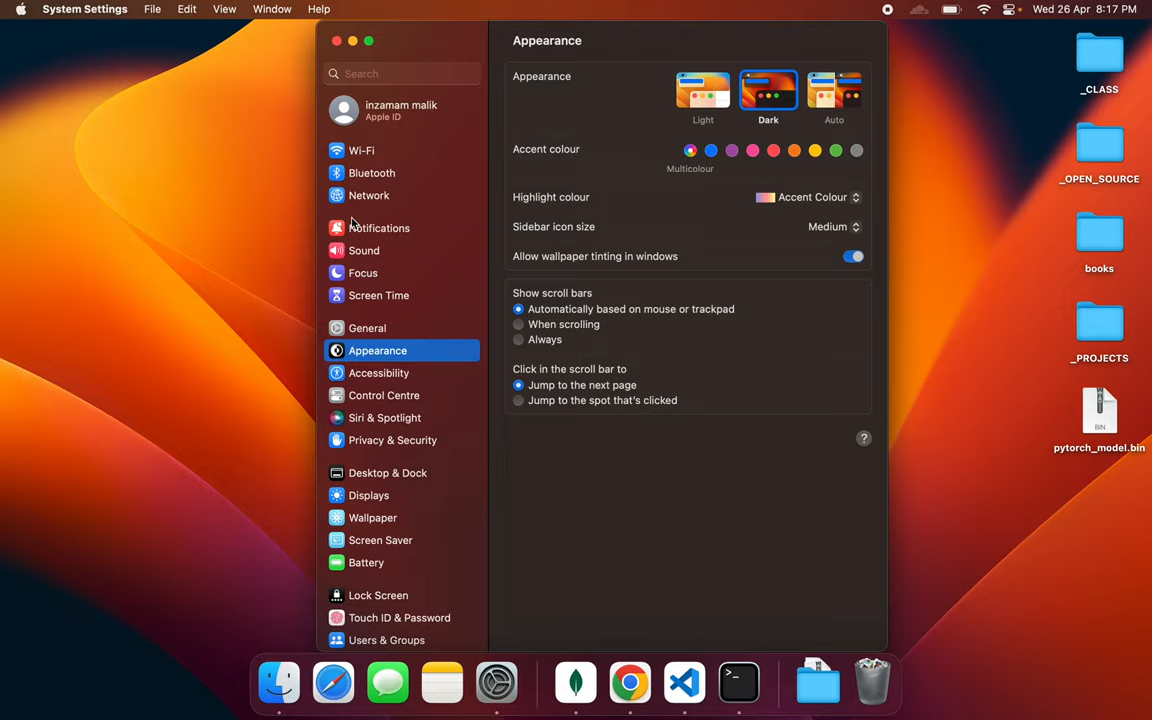 System Settings File Edit View Window Help Wed 26 Apr 8:17 PM
Search
inzamam malik
Apple ID
Wi-Fi
Bluetooth
Network
Notifications
Sound
Focus
Screen Time
General
Appearance
Accessibility
Control Centre
Siri & Spotlight
Privacy & Security
Desktop & Dock
Displays
Wallpaper
Screen Saver
Battery
Lock Screen
Touch ID & Password
Users & Groups
Appearance
Appearance
Light Dark Auto
Accent colour
Multicolour
Highlight colour Accent Colour
Sidebar icon size Medium
Allow wallpaper tinting in windows
Show scroll bars
Automatically based on mouse or trackpad
When scrolling
Always
Click in the scroll bar to
Jump to the next page
Jump to the spot that's clicked
?
_CLASS
_OPEN_SOURCE
books
_PROJECTS
BIN
pytorch_model.bin
>_